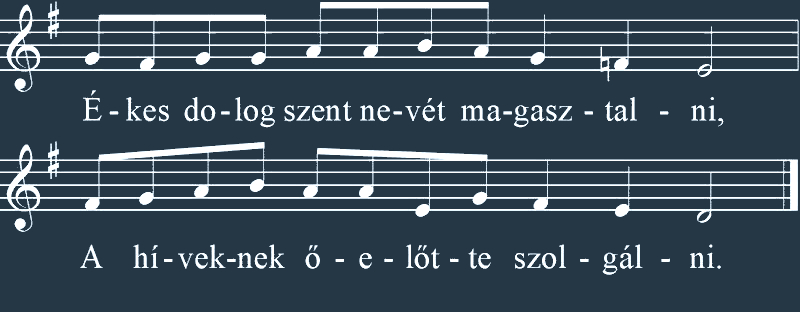 É - kes do - log szent ne - vét ma - gasz - tal - ni,
A hí - vek - nek ő - e - lőt - te szol - gál - ni.